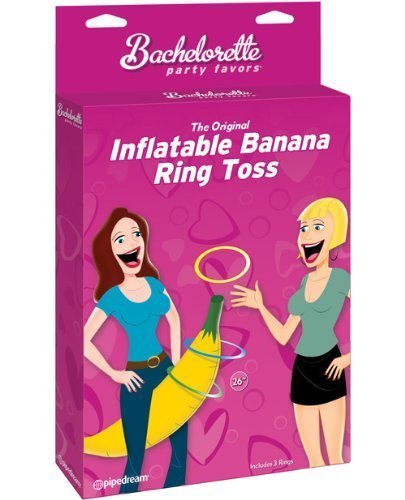 Bachelorette
party favors
The Original
Inflatable Banana
Ring Toss
26"
Includes 3 Rings
pipedream